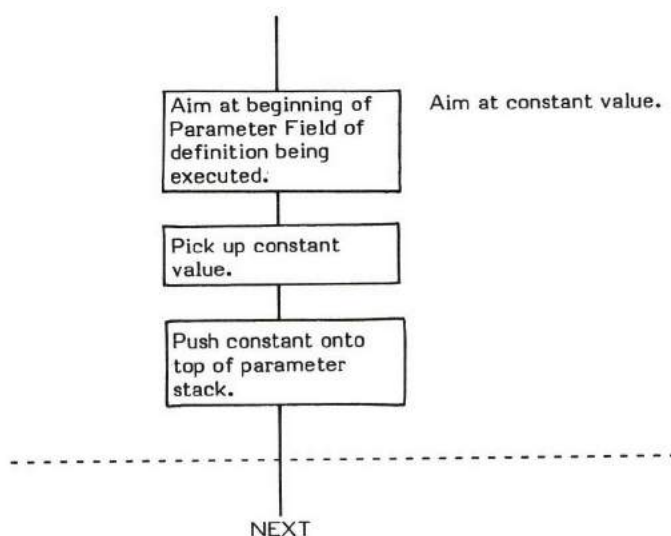 Aim at beginning of
Parameter Field of
definition being
executed.
Aim at constant value.
Pick up constant
value.
Push constant onto
top of parameter
stack.
NEXT